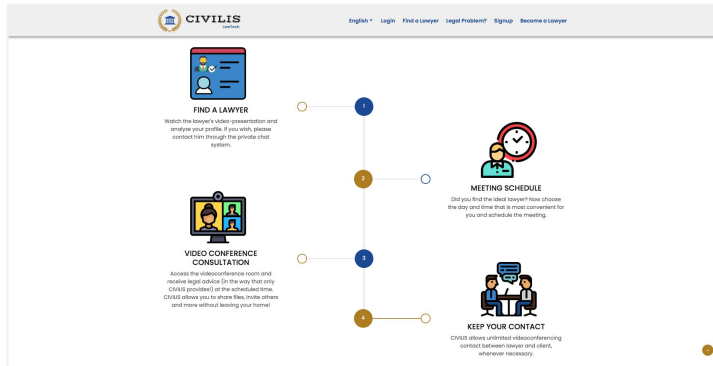 CIVILIS
LawTech
English Login Find a Lawyer Legal Problem? Signup Become a Lawyer
FIND A LAWYER
Watch the lawyer's video-presentation and
analyze your profile. If you wish, please
contact him through the private chat
system.
1
2
MEETING SCHEDULE
Did you find the ideal lawyer? Now choose
the day and time that is most convenient for
you and schedule the meeting.
VIDEO CONFERENCE
CONSULTATION
Access the videoconference room and
receive legal advice (in the way that only
CIVILIS provides!) at the scheduled time.
CIVILIS allows you to share files, invite others
and more without leaving your home!
3
4
KEEP YOUR CONTACT
CIVILIS allows unlimited videoconferencing
contact between lawyer and client,
whenever necessary.